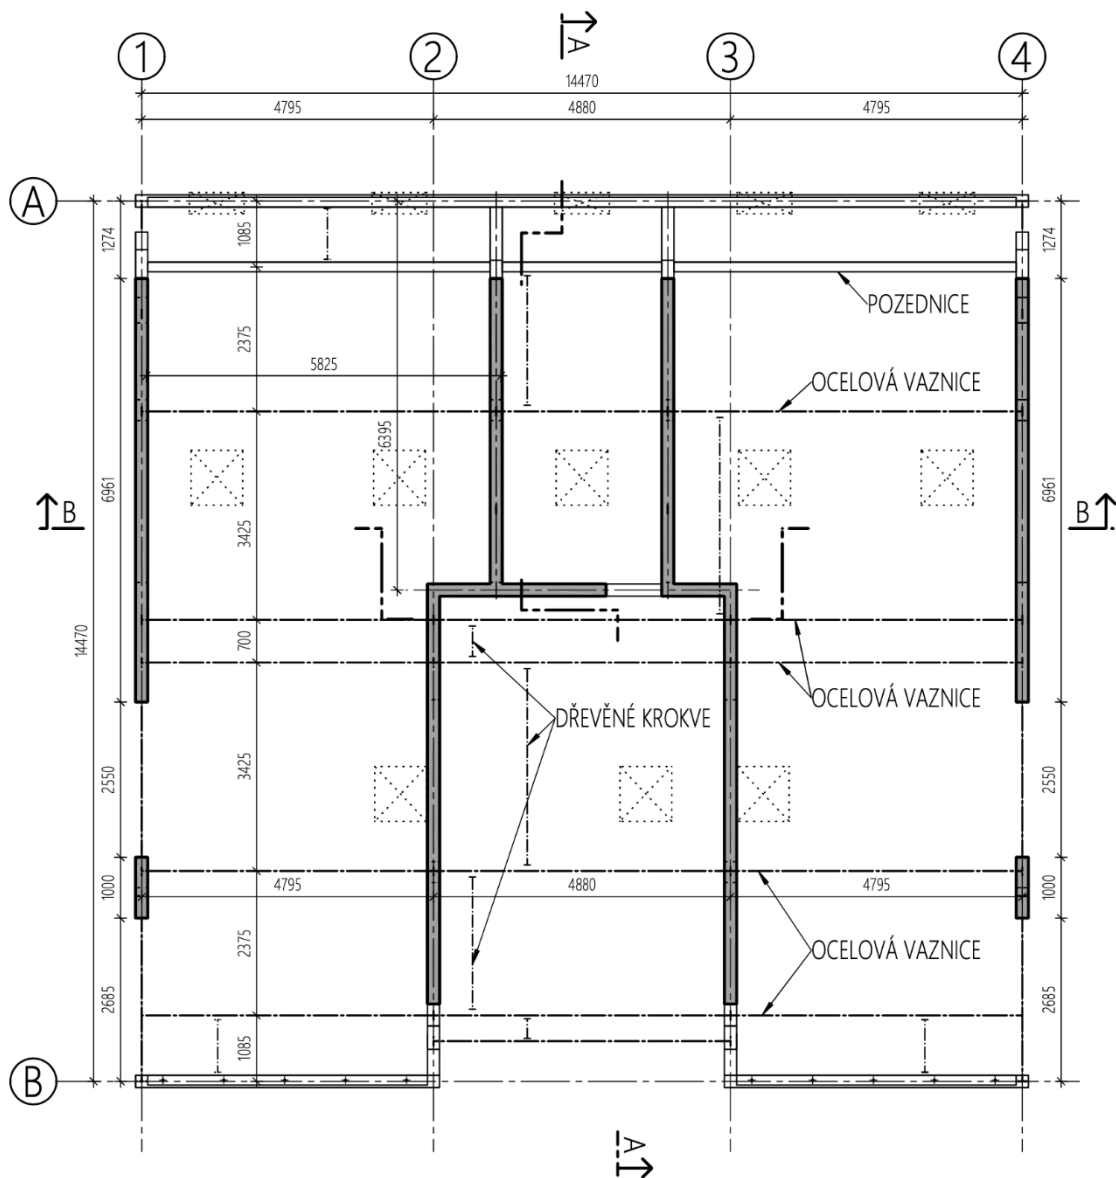 A
1
2
3
4
14470
4795
4880
4795
A
1274
1085
1274
POZEDNICE
2375
5825
OCELOVÁ VAZNICE
6395
6961
6961
B
3425
B
14470
700
OCELOVÁ VAZNICE
DŘEVĚNÉ KROKVE
2550
3425
2550
1000
4795
4880
4795
1000
2375
OCELOVÁ VAZNICE
2685
2685
1085
B
A